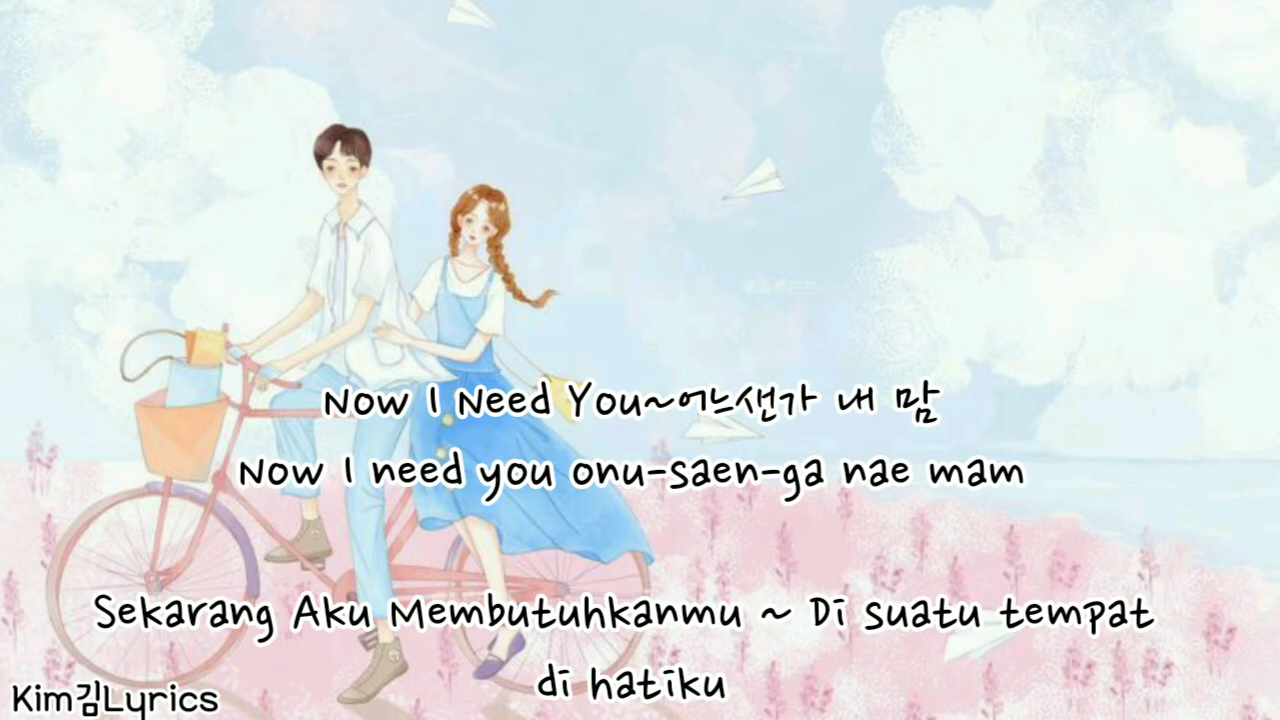 Now I Need You~어느샌가 내 맘
Now I need you onu-saen-ga nae mam
Sekarang Aku Membutuhkanmu ~ Di suatu tempat
di hatiku
Kim김Lyrics